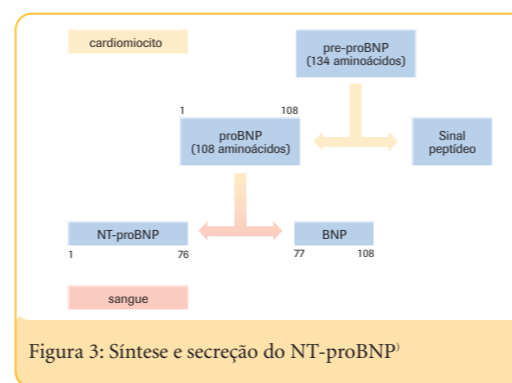 cardiomiocito
pre-proBNP
(134 aminoácidos)
1 108
proBNP
(108 aminoácidos)
Sinal
peptídeo
NT-proBNP
BNP
1 76
77 108
sangue
Figura 3: Síntese e secreção do NT-proBNP⁾